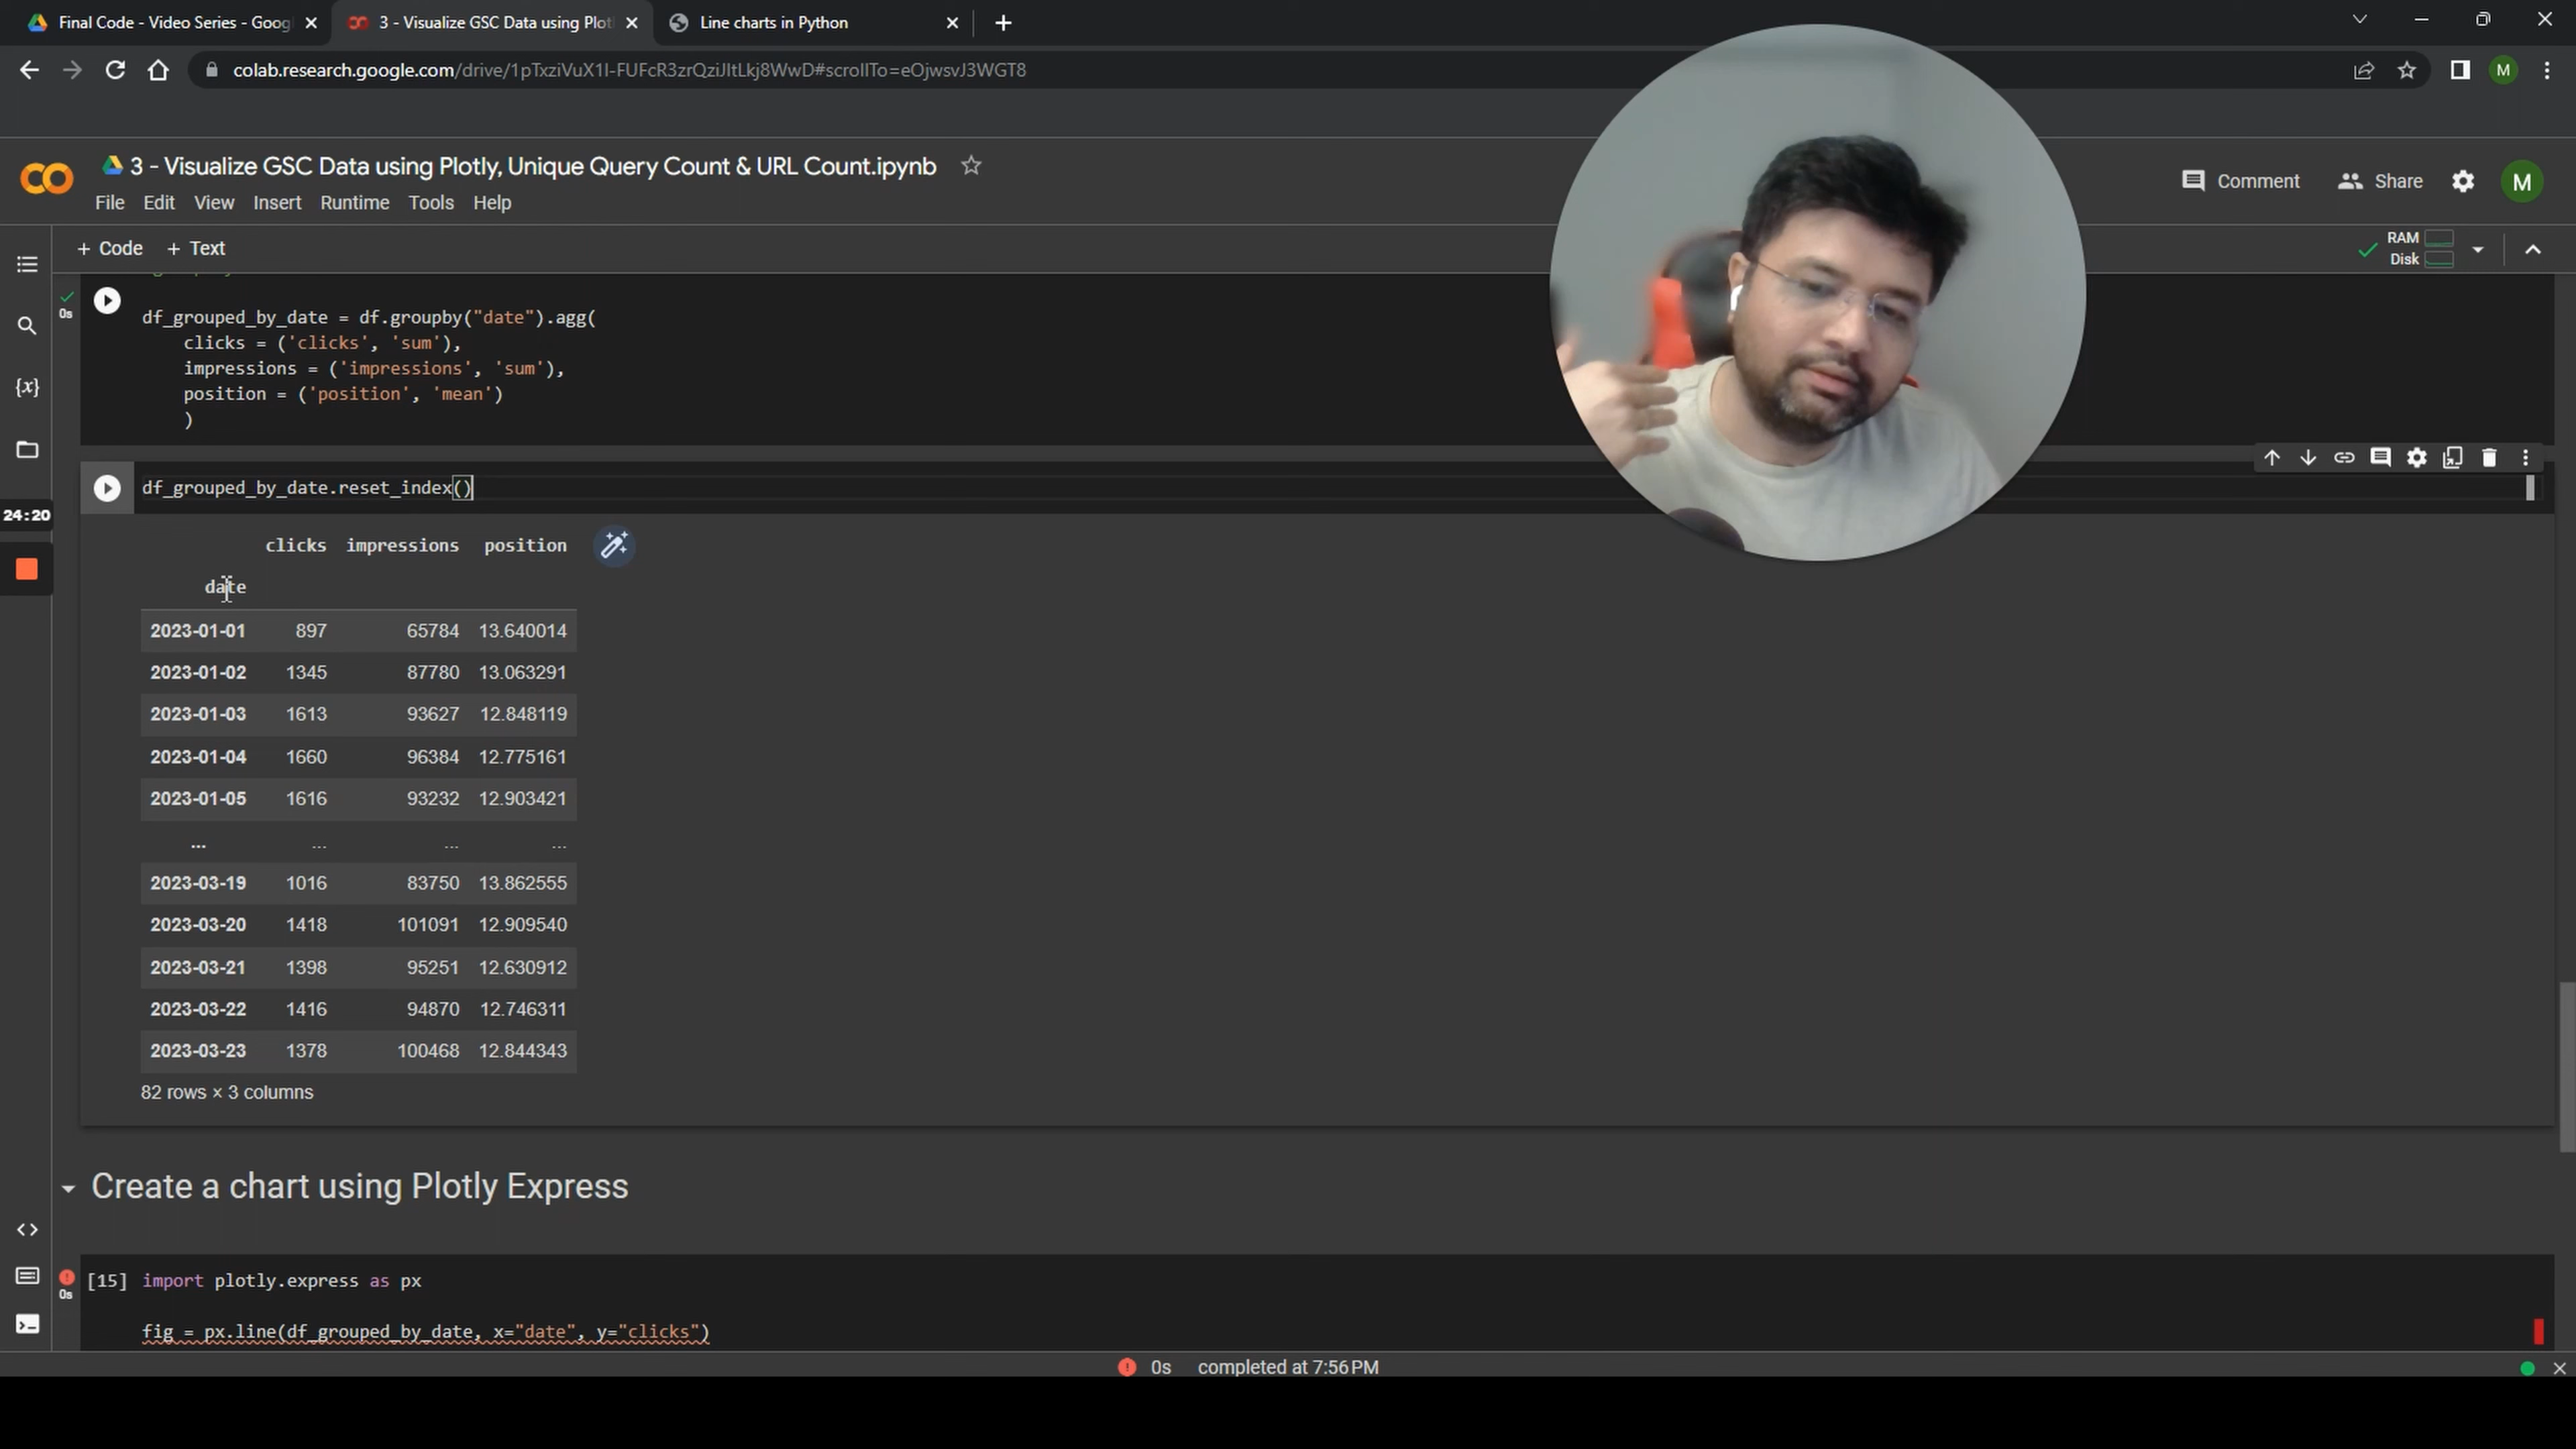 Final Code - Video Series - Goog
3 - Visualize GSC Data using Plot
Line charts in Python
colab.research.google.com/drive/1pTxziVuX1I-FUFcR3zrQziJItLkj8WwD#scrollTo=eOjwsvJ3WGT8
M
3 - Visualize GSC Data using Plotly, Unique Query Count & URL Count.ipynb
Comment
Share
M
File Edit View Insert Runtime Tools Help
+ Code + Text
RAM
Disk
0s
df_grouped_by_date = df.groupby("date").agg(
clicks = ('clicks', 'sum'),
impressions = ('impressions', 'sum'),
position = ('position', 'mean')
)
{x}
df_grouped_by_date.reset_index()
24:20
clicks impressions position
date
2023-01-01 897 65784 13.640014
2023-01-02 1345 87780 13.063291
2023-01-03 1613 93627 12.848119
2023-01-04 1660 96384 12.775161
2023-01-05 1616 93232 12.903421
... ... ... ...
2023-03-19 1016 83750 13.862555
2023-03-20 1418 101091 12.909540
2023-03-21 1398 95251 12.630912
2023-03-22 1416 94870 12.746311
2023-03-23 1378 100468 12.844343
82 rows × 3 columns
Create a chart using Plotly Express
[15] import plotly.express as px
0s
fig = px.line(df_grouped_by_date, x="date", y="clicks")
0s completed at 7:56 PM